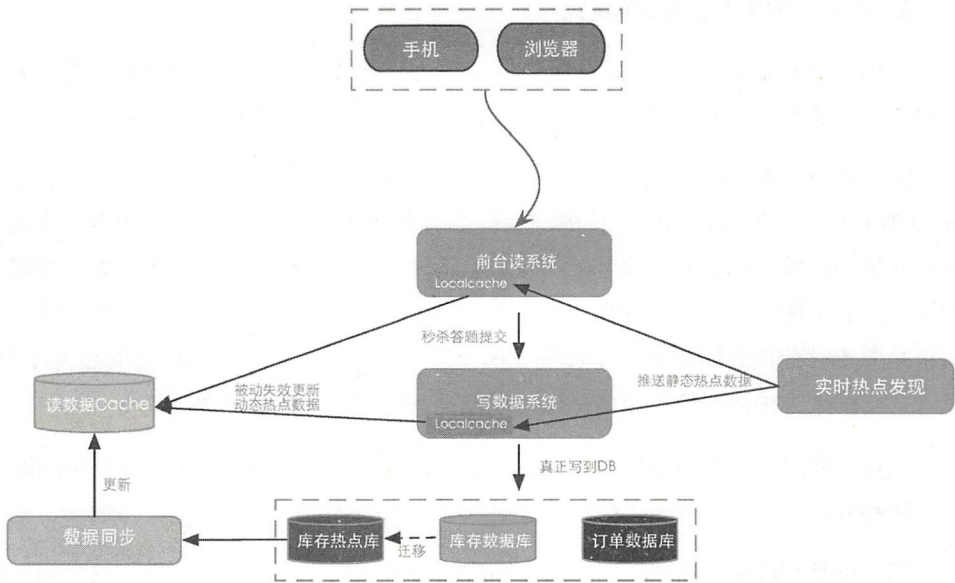 手机
浏览器
前台读系统
Localcache
秒杀答题提交
读数据Cache
被动失效更新
动态热点数据
写数据系统
Localcache
推送静态热点数据
实时热点发现
真正写到DB
更新
数据同步
库存热点库
迁移
库存数据库
订单数据库